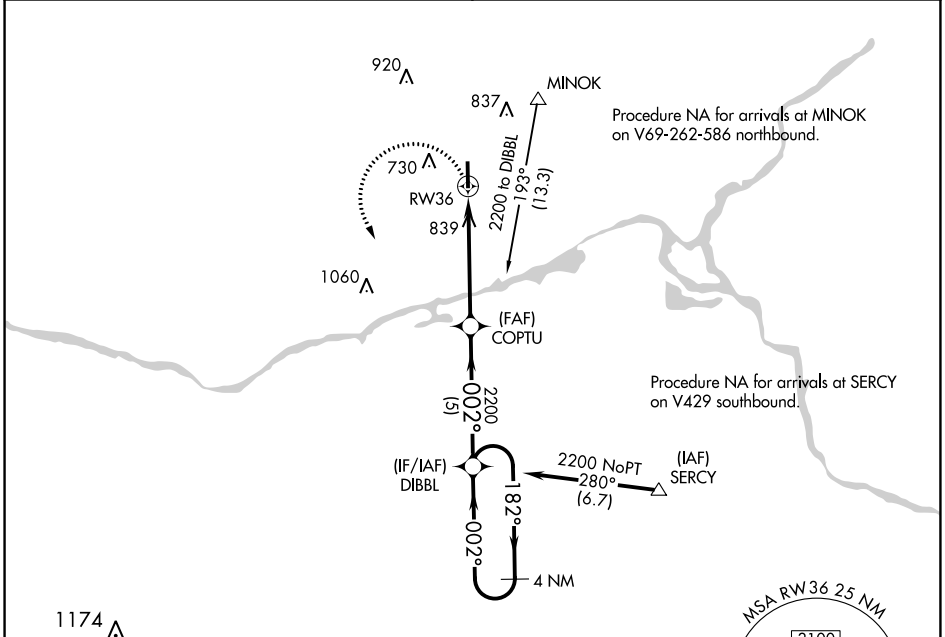 920
837
MINOK
Procedure NA for arrivals at MINOK
on V69-262-586 northbound.
730
2200 to DIBBL
193°
(13.3)
RW36
839
1060
(FAF)
COPTU
Procedure NA for arrivals at SERCY
on V429 southbound.
2200
002°
(5)
(IF/IAF)
DIBBL
2200 NoPT
280°
(6.7)
(IAF)
SERCY
182°
002°
4 NM
1174
MSA RW36 25 NM
3100